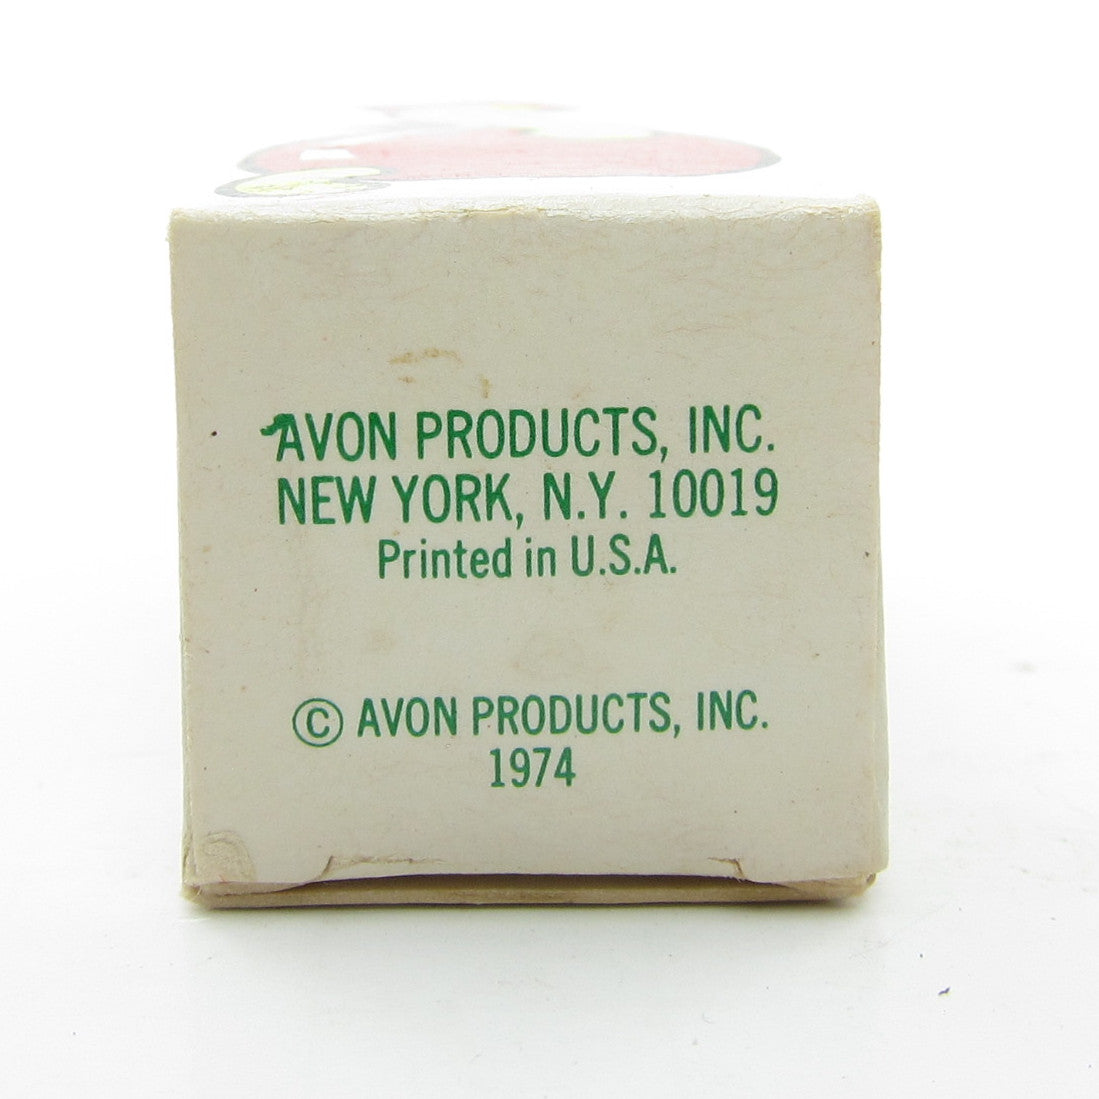 AVON PRODUCTS, INC.
NEW YORK, N.Y. 10019
Printed in U.S.A.
© AVON PRODUCTS, INC.
1974